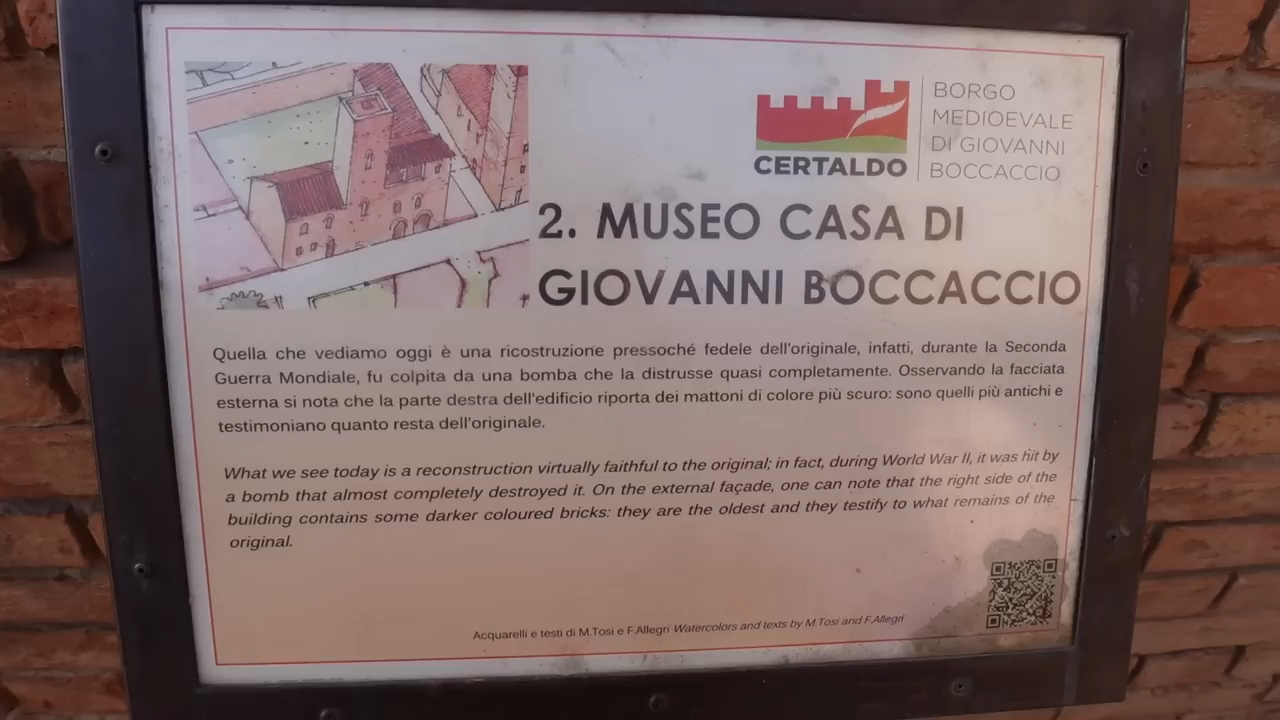 CERTALDO
BORGO
MEDIOEVALE
DI GIOVANNI
BOCCACCIO
2. MUSEO CASA DI
GIOVANNI BOCCACCIO
Quella che vediamo oggi è una ricostruzione pressoché fedele dell'originale, infatti, durante la Seconda
Guerra Mondiale, fu colpita da una bomba che la distrusse quasi completamente. Osservando la facciata
esterna si nota che la parte destra dell'edificio riporta dei mattoni di colore più scuro: sono quelli più antichi e
testimoniano quanto resta dell'originale.
What we see today is a reconstruction virtually faithful to the original; in fact, during World War II, it was hit by
a bomb that almost completely destroyed it. On the external façade, one can note that the right side of the
building contains some darker coloured bricks: they are the oldest and they testify to what remains of the
original.
Acquarelli e testi di M.Tosi e F.Allegri Watercolors and texts by M.Tosi and F.Allegri